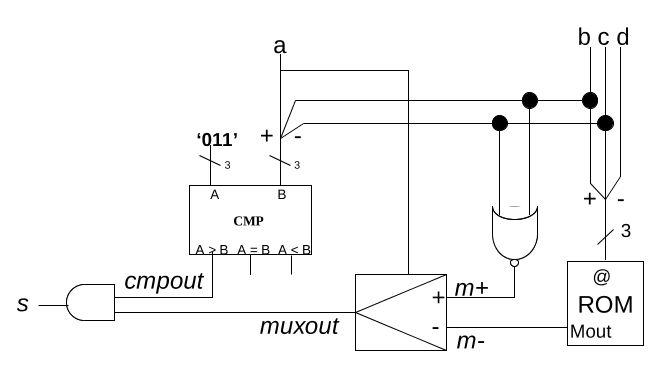 b c d
a
‘011’ + -
3 3
A B
CMP
A > B A = B A < B
+ -
3
@
ROM
Mout
cmpout
s
muxout
+ m+
- m-